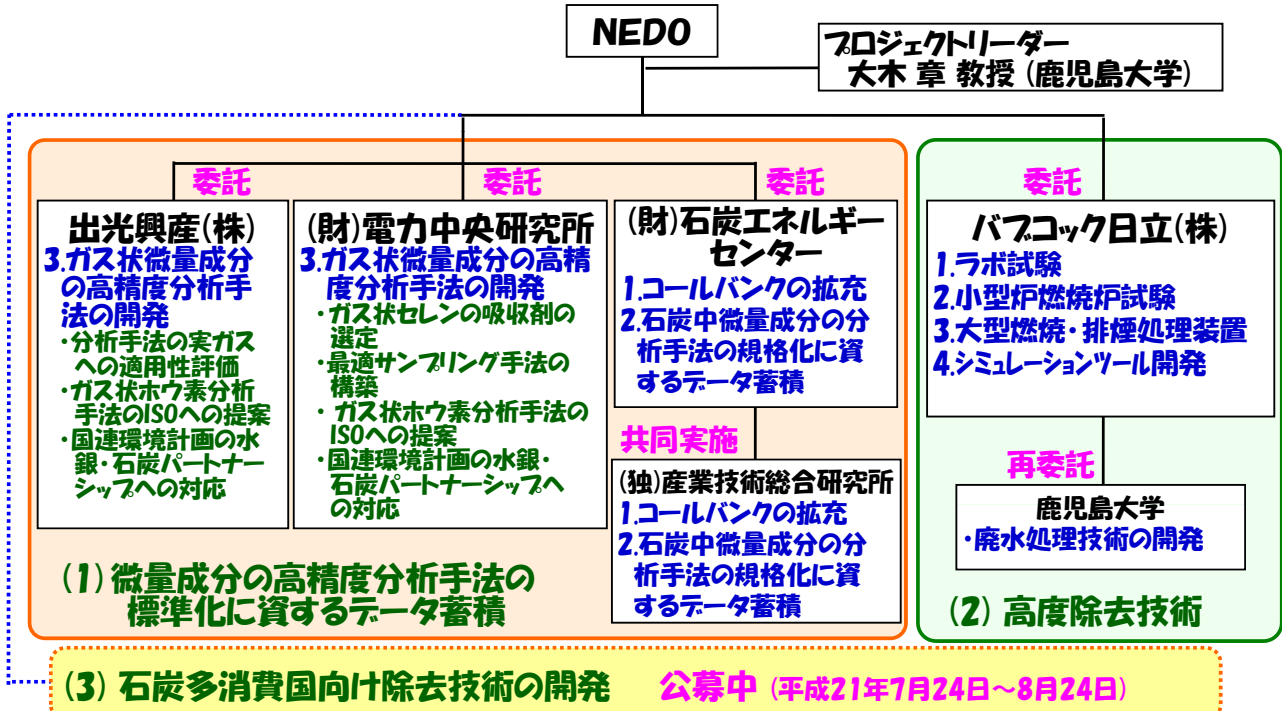 NEDO
プロジェクトリーダー
大木 章 教授 (鹿児島大学)
委託
出光興産(株)
3.ガス状微量成分
の高精度分析手
法の開発
・分析手法の実ガス
への適用性評価
・ガス状ホウ素分析
手法のISOへの提案
・国連環境計画の水
銀・石炭パートナー
シップへの対応
委託
(財)電力中央研究所
3.ガス状微量成分の高精
度分析手法の開発
・ガス状セレンの吸収剤の
選定
・最適サンプリング手法の
構築
・ガス状ホウ素分析手法の
ISOへの提案
・国連環境計画の水銀・
石炭パートナーシップへ
の対応
委託
(財)石炭エネルギー
センター
1.コールバンクの拡充
2.石炭中微量成分の分
析手法の規格化に資
するデータ蓄積
共同実施
(独)産業技術総合研究所
1.コールバンクの拡充
2.石炭中微量成分の分
析手法の規格化に資
するデータ蓄積
(1)微量成分の高精度分析手法の
標準化に資するデータ蓄積
委託
バブコック日立(株)
1.ラボ試験
2.小型炉燃焼炉試験
3.大型燃焼・排煙処理装置
4.シミュレーションツール開発
再委託
鹿児島大学
・廃水処理技術の開発
(2) 高度除去技術
(3) 石炭多消費国向け除去技術の開発 公募中 (平成21年7月24日～8月24日)